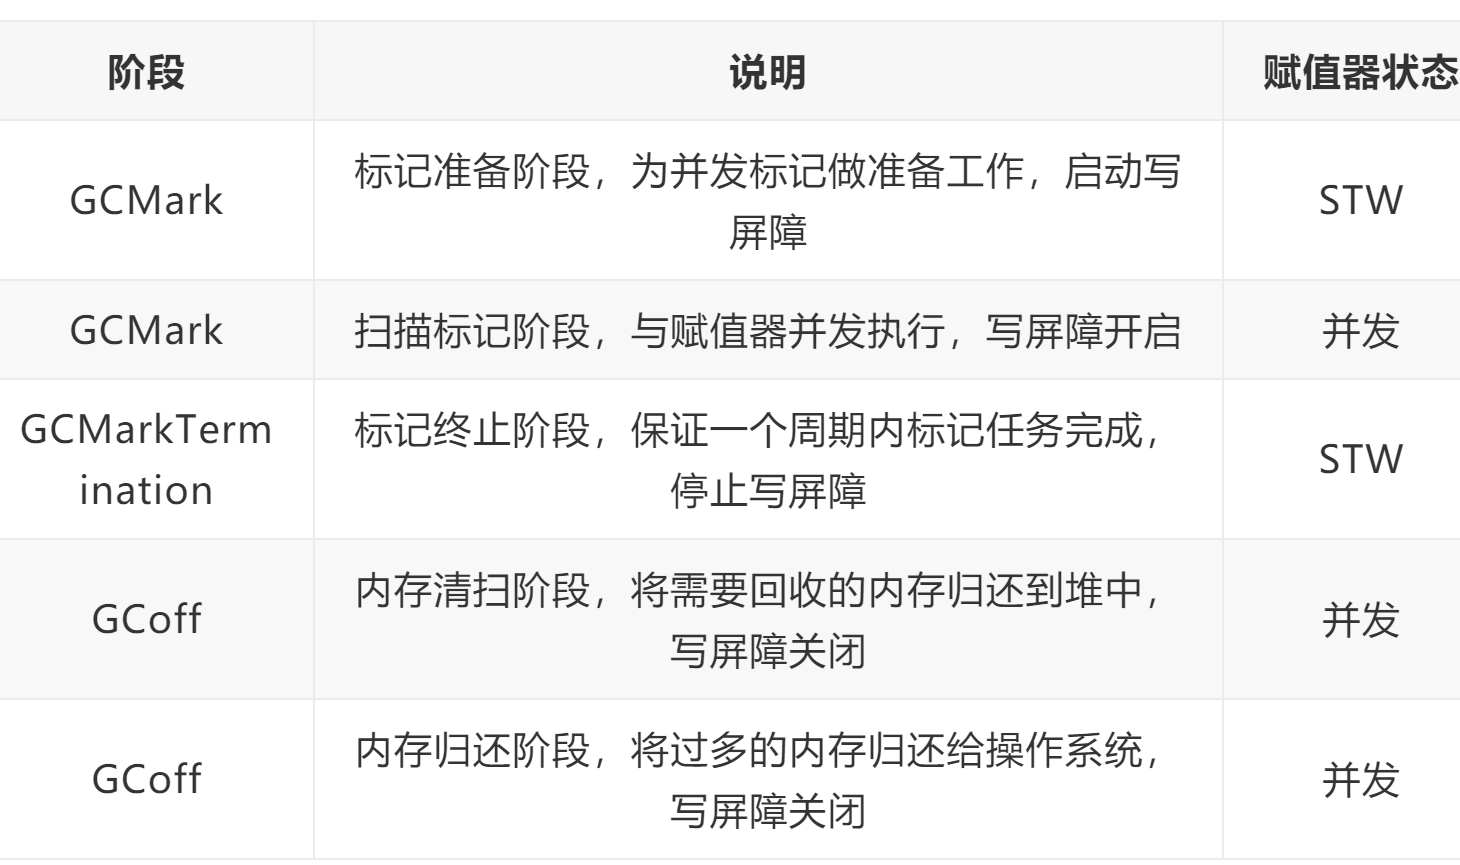 阶段 说明 赋值器状态
GCMark 标记准备阶段，为并发标记做准备工作，启动写 STW
屏障
GCMark 扫描标记阶段，与赋值器并发执行，写屏障开启 并发
GCMarkTerm 标记终止阶段，保证一个周期内标记任务完成， STW
ination 停止写屏障
GCoff 内存清扫阶段，将需要回收的内存归还到堆中， 并发
写屏障关闭
GCoff 内存归还阶段，将过多的内存归还给操作系统， 并发
写屏障关闭